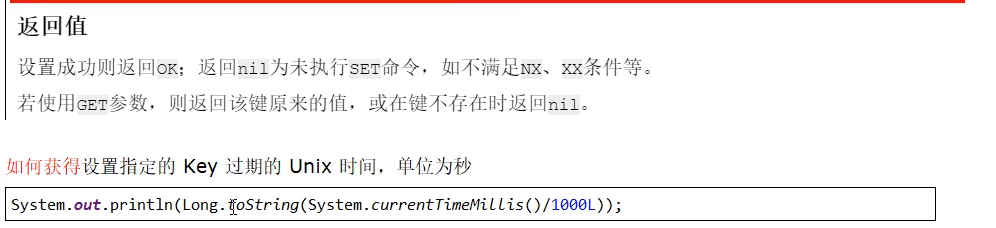 返回值
设置成功则返回OK；返回nil为未执行SET命令，如不满足NX、XX条件等。
若使用GET参数，则返回该键原来的值，或在键不存在时返回nil。
如何获得设置指定的 Key 过期的 Unix 时间，单位为秒
System.out.println(Long.toString(System.currentTimeMillis()/1000L));